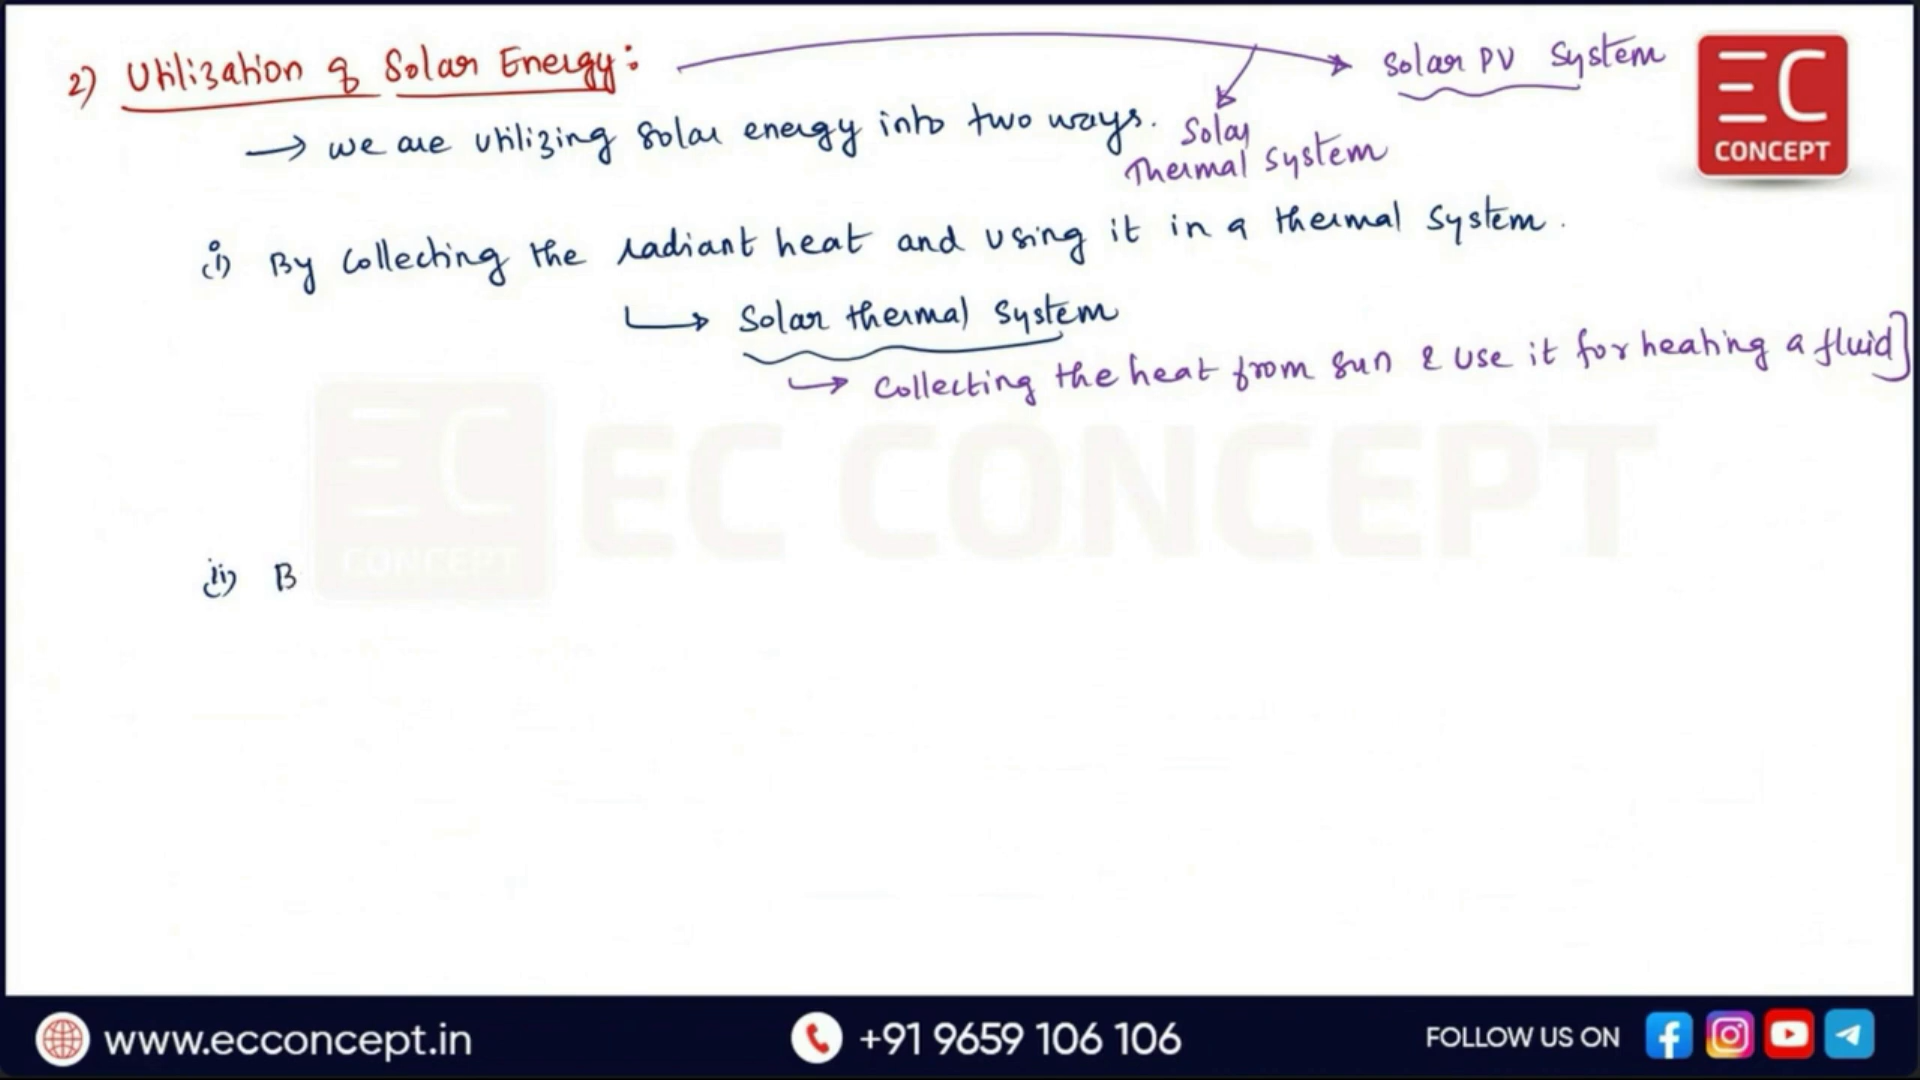 2) Utilization of Solar Energy:
Solar PV System
→ we are utilizing solar energy into two ways.
Solar
Thermal System
i) By collecting the radiant heat and using it in a thermal system.
Solar thermal system
→ collecting the heat from sun & use it for heating a fluid]
ii) B
EC
CONCEPT
EC CONCEPT
CONCEPT
www.ecconcept.in
+91 9659 106 106
FOLLOW US ON